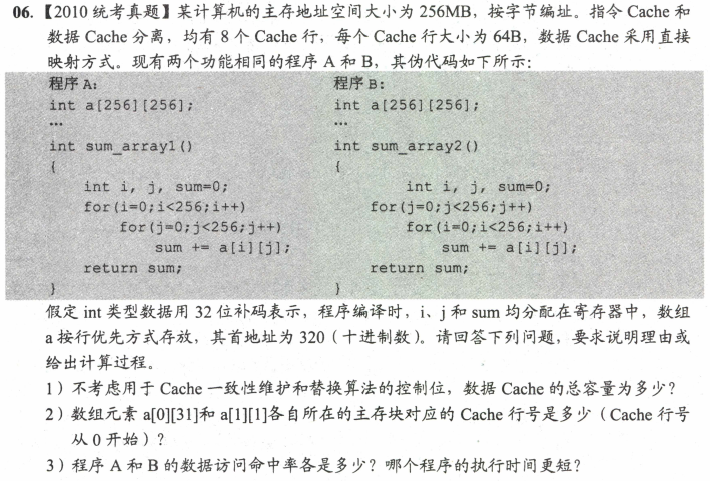 06.【2010 统考真题】某计算机的主存地址空间大小为 256MB，按字节编址。指令 Cache 和
数据 Cache 分离，均有 8 个 Cache 行，每个 Cache 行大小为 64B，数据 Cache 采用直接
映射方式。现有两个功能相同的程序 A 和 B，其伪代码如下所示：
程序 A:
int a[256][256];
…
int sum_array1()
{
int i, j, sum=0;
for(i=0;i<256;i++)
for(j=0;j<256;j++)
sum += a[i][j];
return sum;
}
程序 B:
int a[256][256];
…
int sum_array2()
{
int i, j, sum=0;
for(j=0;j<256;j++)
for(i=0;i<256;i++)
sum += a[i][j];
return sum;
}
假定 int 类型数据用 32 位补码表示，程序编译时，i、j 和 sum 均分配在寄存器中，数组
a 按行优先方式存放，其首地址为 320（十进制数）。请回答下列问题，要求说明理由或
给出计算过程。
1）不考虑用于 Cache 一致性维护和替换算法的控制位，数据 Cache 的总容量为多少？
2）数组元素 a[0][31]和 a[1][1]各自所在的主存块对应的 Cache 行号是多少（Cache 行号
从 0 开始）？
3）程序 A 和 B 的数据访问命中率各是多少？哪个程序的执行时间更短？